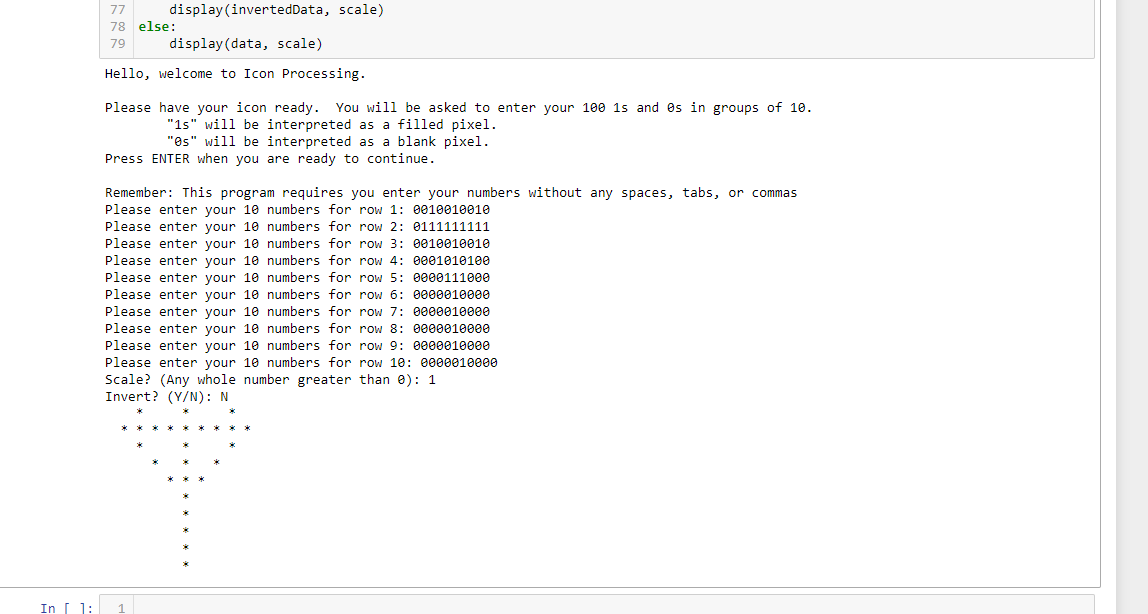 77     display(invertedData, scale)
78 else:
79     display(data, scale)
Hello, welcome to Icon Processing.
Please have your icon ready.  You will be asked to enter your 100 1s and 0s in groups of 10.
        "1s" will be interpreted as a filled pixel.
        "0s" will be interpreted as a blank pixel.
Press ENTER when you are ready to continue.
Remember: This program requires you enter your numbers without any spaces, tabs, or commas
Please enter your 10 numbers for row 1: 0010010010
Please enter your 10 numbers for row 2: 0111111111
Please enter your 10 numbers for row 3: 0010010010
Please enter your 10 numbers for row 4: 0001010100
Please enter your 10 numbers for row 5: 0000111000
Please enter your 10 numbers for row 6: 0000010000
Please enter your 10 numbers for row 7: 0000010000
Please enter your 10 numbers for row 8: 0000010000
Please enter your 10 numbers for row 9: 0000010000
Please enter your 10 numbers for row 10: 0000010000
Scale? (Any whole number greater than 0): 1
Invert? (Y/N): N
    *     *     *
  * * * * * * * * *
    *     *     *
      *   *   *
        * * *
          *
          *
          *
          *
          *
In [ ]: 1